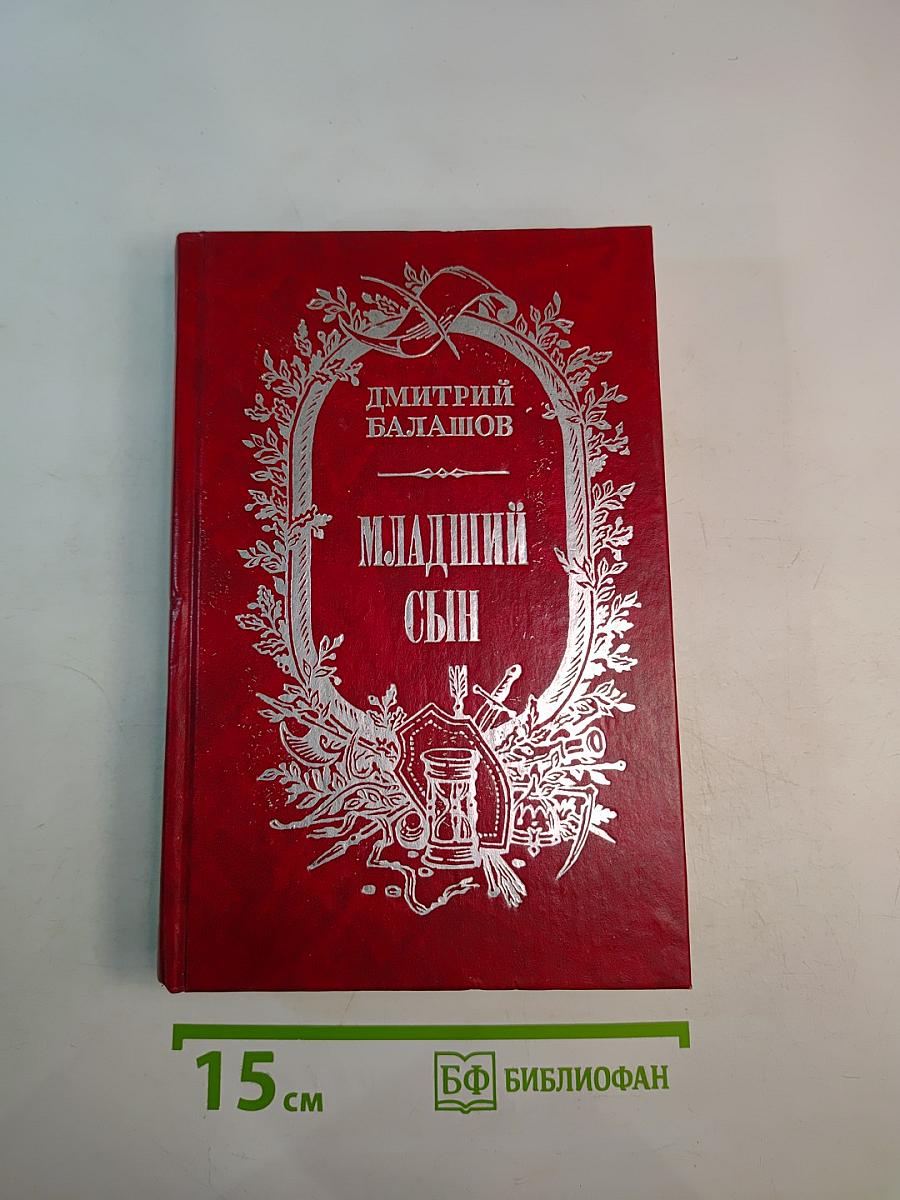 ДМИТРИЙ
БАЛАШОВ
МЛАДШИЙ
СЫН
15 см
БФ БИБЛИОФАН